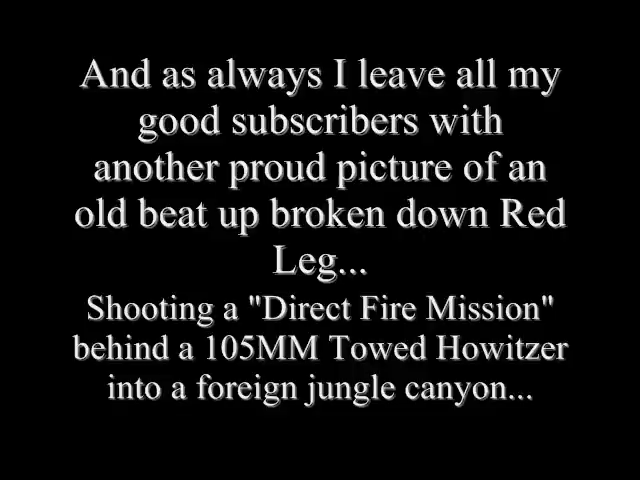 And as always I leave all my
good subscribers with
another proud picture of an
old beat up broken down Red
Leg...
Shooting a "Direct Fire Mission"
behind a 105MM Towed Howitzer
into a foreign jungle canyon...